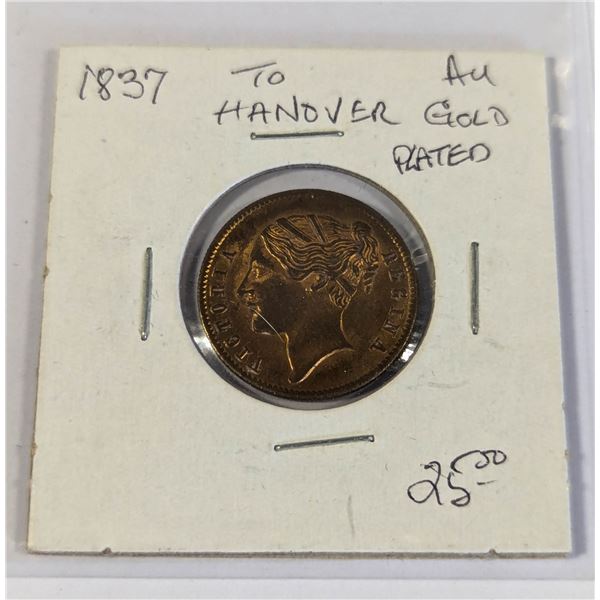 1837 TO AU
HANOVER GOLD
PLATED
VICTORIA REGINA
25.00